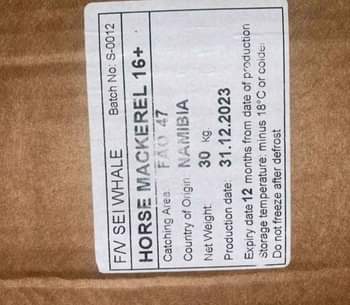 F/V SEI WHALE Batch No: S-0012
HORSE MACKEREL 16+
Catching Area: FAO 47
Country of Origin: NAMIBIA
Net Weight: 30 kg.
Production date: 31.12.2023
Expiry date 12 months from date of production
Storage temperature: minus 18°C or colder
Do not freeze after defrost